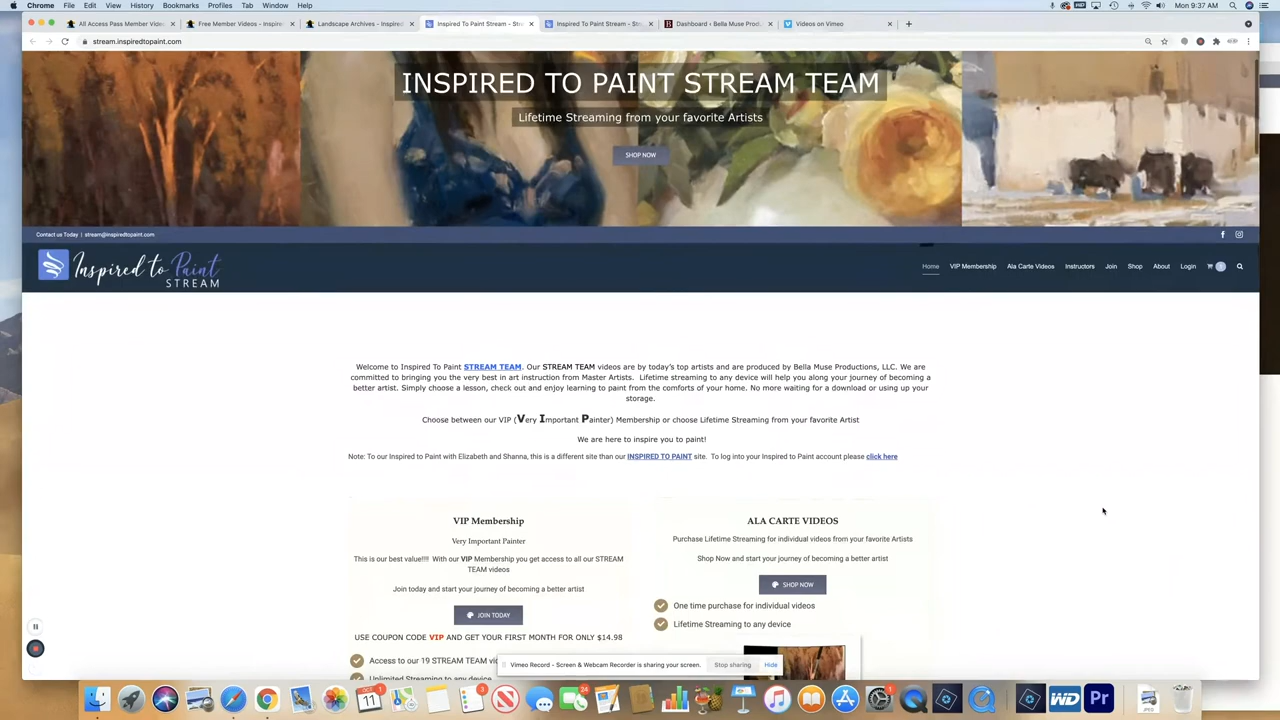 Chrome File Edit View History Bookmarks Profiles Tab Window Help
Mon 9:37 AM
All Access Pass Member Video
Free Member Videos - Inspired
Landscape Archives - Inspired
Inspired To Paint Stream - Stre
Inspired To Paint Stream - Stre
Dashboard ‹ Bella Muse Produ
Videos on Vimeo
stream.inspiredtopaint.com
INSPIRED TO PAINT STREAM TEAM
Lifetime Streaming from your favorite Artists
SHOP NOW
Contact us Today | stream@inspiredtopaint.com
Inspired to Paint
STREAM
Home VIP Membership Ala Carte Videos Instructors Join Shop About Login
Welcome to Inspired To Paint STREAM TEAM. Our STREAM TEAM videos are by today's top artists and are produced by Bella Muse Productions, LLC. We are
committed to bringing you the very best in art instruction from Master Artists. Lifetime streaming to any device will help you along your journey of becoming a
better artist. Simply choose a lesson, check out and enjoy learning to paint from the comforts of your home. No more waiting for a download or using up your
storage.
Choose between our VIP (Very Important Painter) Membership or choose Lifetime Streaming from your favorite Artist
We are here to inspire you to paint!
Note: To our Inspired to Paint with Elizabeth and Shanna, this is a different site than our INSPIRED TO PAINT site. To log into your Inspired to Paint account please click here
VIP Membership
Very Important Painter
This is our best value!!!! With our VIP Membership you get access to all our STREAM
TEAM videos
Join today and start your journey of becoming a better artist
JOIN TODAY
USE COUPON CODE VIP AND GET YOUR FIRST MONTH FOR ONLY $14.98
Access to our 19 STREAM TEAM
ALA CARTE VIDEOS
Purchase Lifetime Streaming for individual videos from your favorite Artists
Shop Now and start your journey of becoming a better artist
SHOP NOW
One time purchase for individual videos
Lifetime Streaming to any device
Vimeo Record - Screen & Webcam Recorder is sharing your screen. Stop sharing Hide
11
WD
Pr